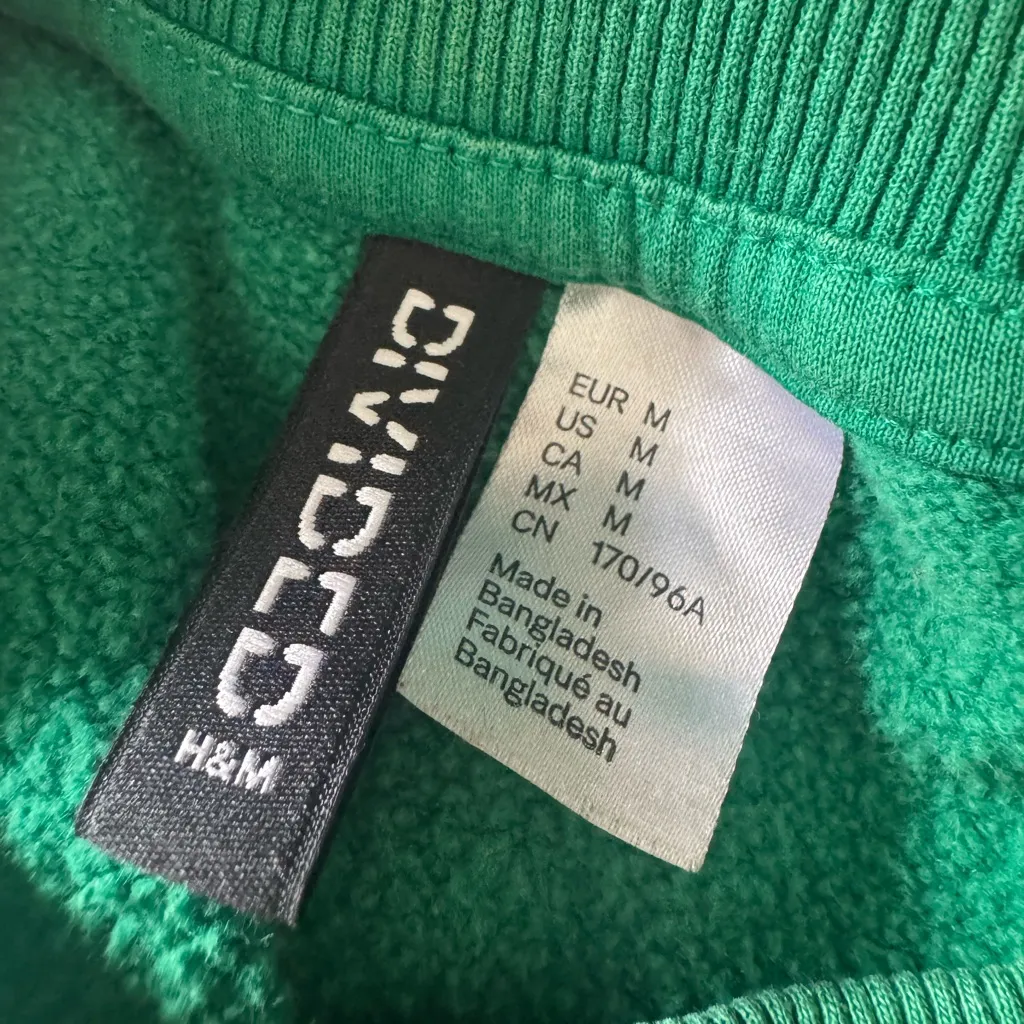 DIVIDED
H&M
EUR M
US M
CA M
MX M
CN 170/96A
Made in
Bangladesh
Fabriqué au
Bangladesh